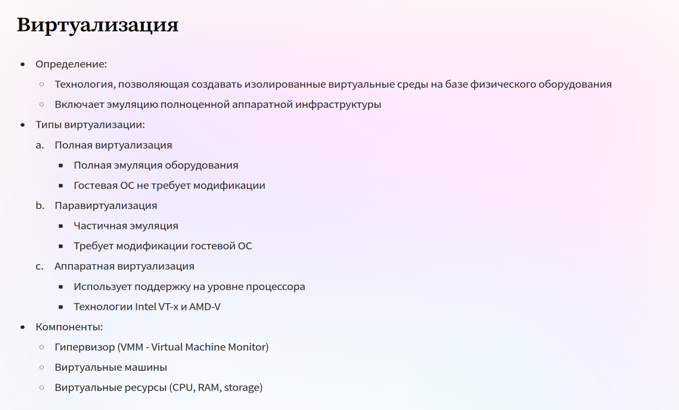 Виртуализация
• Определение:
○ Технология, позволяющая создавать изолированные виртуальные среды на базе физического оборудования
○ Включает эмуляцию полноценной аппаратной инфраструктуры
• Типы виртуализации:
a. Полная виртуализация
▪ Полная эмуляция оборудования
▪ Гостевая ОС не требует модификации
b. Паравиртуализация
▪ Частичная эмуляция
▪ Требует модификации гостевой ОС
c. Аппаратная виртуализация
▪ Использует поддержку на уровне процессора
▪ Технологии Intel VT-x и AMD-V
• Компоненты:
○ Гипервизор (VMM - Virtual Machine Monitor)
○ Виртуальные машины
○ Виртуальные ресурсы (CPU, RAM, storage)